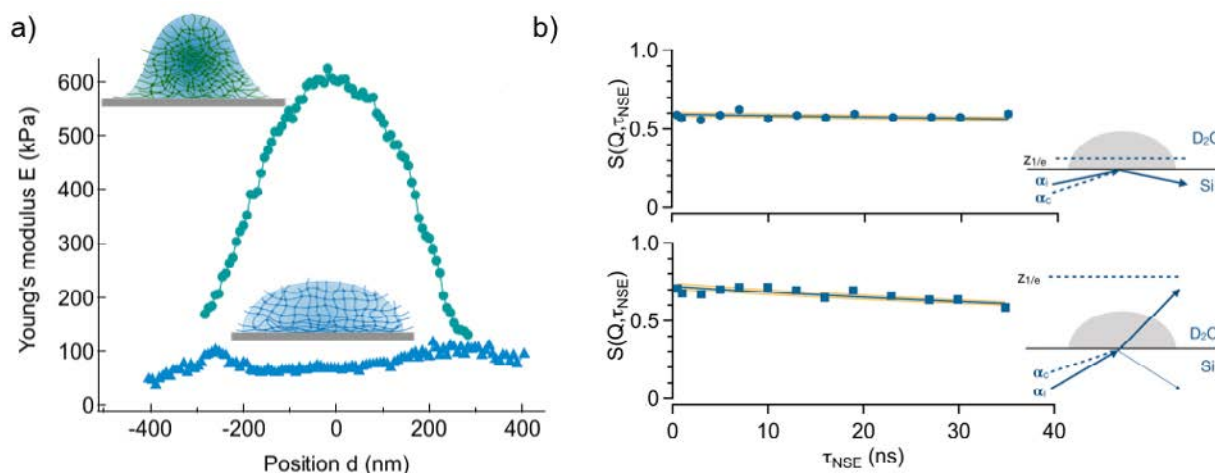 a)
Young's modulus E (kPa)
600
500
400
300
200
100
0
-400
-200
0
200
400
Position d (nm)
b)
S(Q,τNSE)
1.0
0.5
0
D₂O
z1/e
αi
αc
Si
S(Q,τNSE)
1.0
0.5
0
z1/e
D₂O
αc
αi
Si
0
10
20
30
40
τNSE (ns)